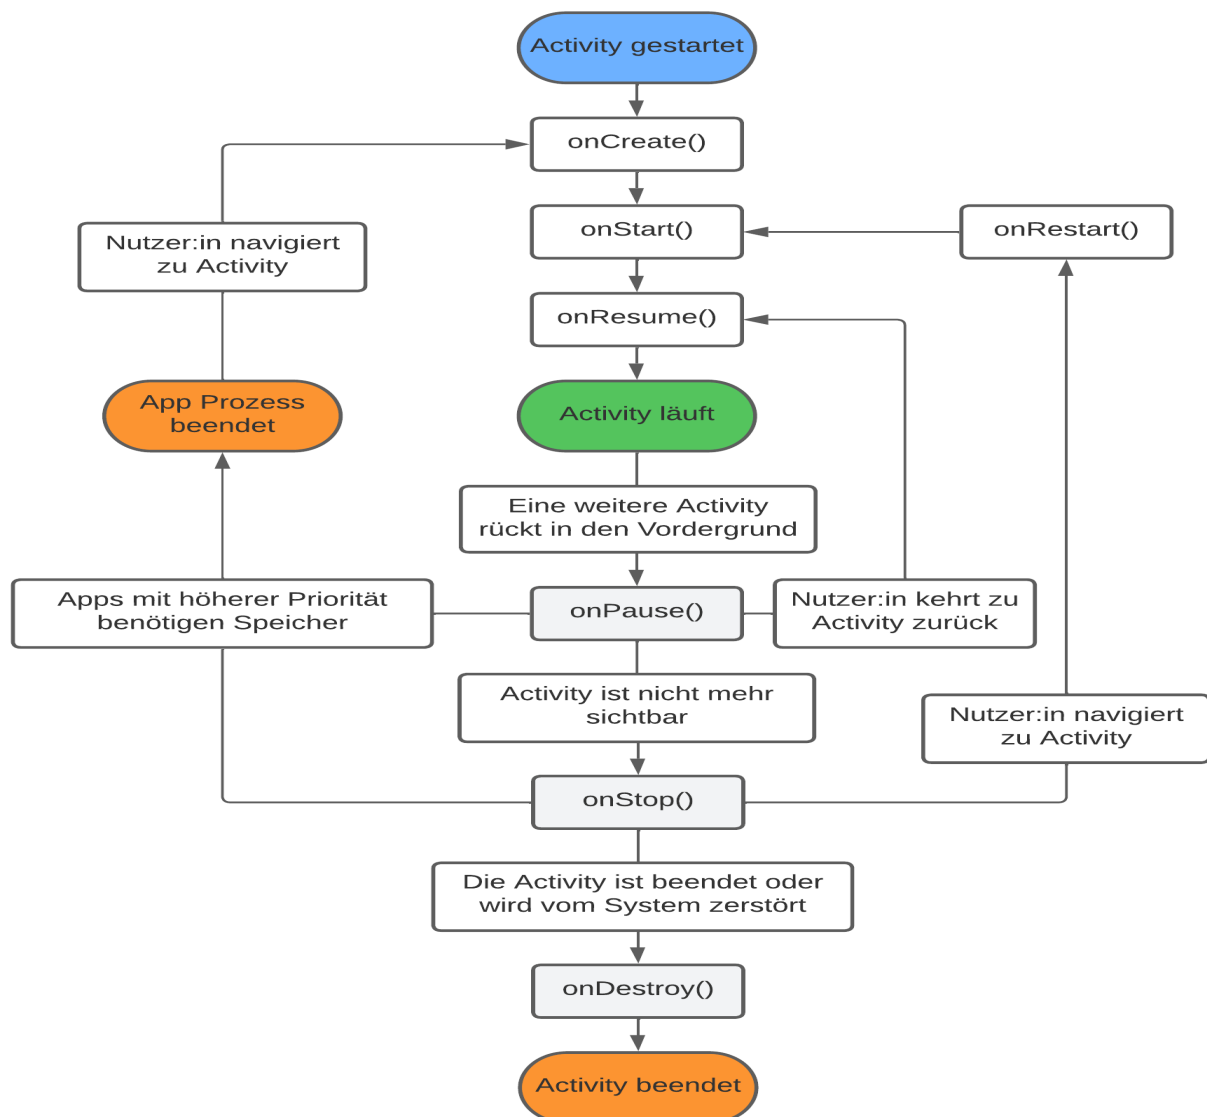 Activity gestartet
onCreate()
onStart()
onRestart()
Nutzer:in navigiert
zu Activity
onResume()
App Prozess
beendet
Activity läuft
Eine weitere Activity
rückt in den Vordergrund
Apps mit höherer Priorität
benötigen Speicher
onPause()
Nutzer:in kehrt zu
Activity zurück
Activity ist nicht mehr
sichtbar
Nutzer:in navigiert
zu Activity
onStop()
Die Activity ist beendet oder
wird vom System zerstört
onDestroy()
Activity beendet